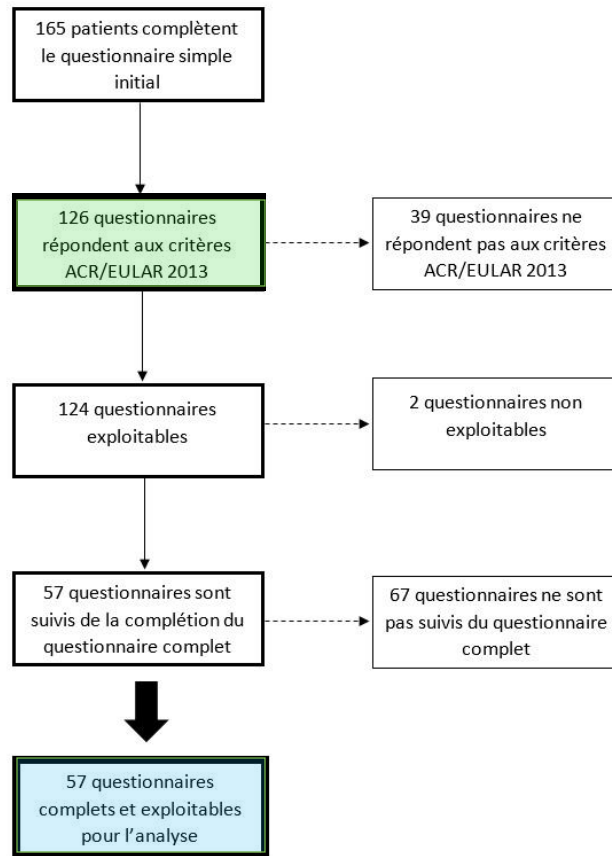 165 patients complètent
le questionnaire simple
initial
126 questionnaires
répondent aux critères
ACR/EULAR 2013
39 questionnaires ne
répondent pas aux critères
ACR/EULAR 2013
124 questionnaires
exploitables
2 questionnaires non
exploitables
57 questionnaires sont
suivis de la complétion du
questionnaire complet
67 questionnaires ne sont
pas suivis du questionnaire
complet
57 questionnaires
complets et exploitables
pour l'analyse